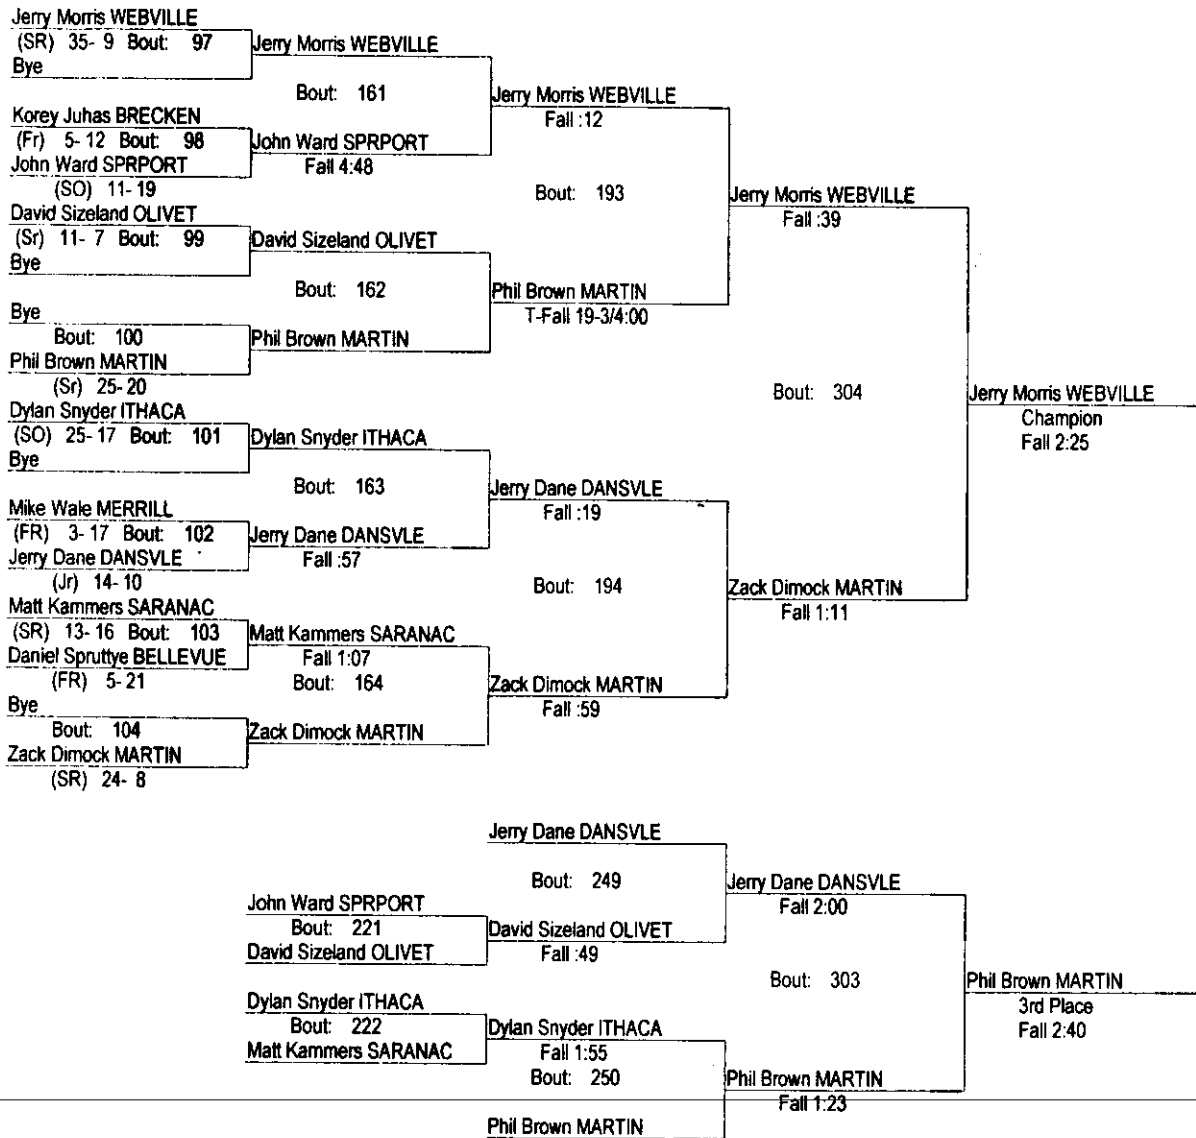 Jerry Morris WEBVILLE
(SR) 35- 9 Bout: 97
Bye
Jerry Morris WEBVILLE
Bout: 161
Korey Juhas BRECKEN
(Fr) 5- 12 Bout: 98
John Ward SPRPORT
(SO) 11- 19
John Ward SPRPORT
Fall 4:48
Jerry Morris WEBVILLE
Fall :12
Bout: 193
David Sizeland OLIVET
(Sr) 11- 7 Bout: 99
Bye
David Sizeland OLIVET
Bout: 162
Bye
Bout: 100
Phil Brown MARTIN
(Sr) 25- 20
Phil Brown MARTIN
Phil Brown MARTIN
T-Fall 19-3/4:00
Jerry Morris WEBVILLE
Fall :39
Bout: 304
Jerry Morris WEBVILLE
Champion
Fall 2:25
Dylan Snyder ITHACA
(SO) 25- 17 Bout: 101
Bye
Dylan Snyder ITHACA
Bout: 163
Mike Wale MERRILL
(FR) 3- 17 Bout: 102
Jerry Dane DANSVLE
(Jr) 14- 10
Jerry Dane DANSVLE
Fall :57
Jerry Dane DANSVLE
Fall :19
Bout: 194
Matt Kammers SARANAC
(SR) 13- 16 Bout: 103
Daniel Spruttye BELLEVUE
(FR) 5- 21
Matt Kammers SARANAC
Fall 1:07
Bout: 164
Bye
Bout: 104
Zack Dimock MARTIN
(SR) 24- 8
Zack Dimock MARTIN
Zack Dimock MARTIN
Fall :59
Zack Dimock MARTIN
Fall 1:11
Jerry Dane DANSVLE
Bout: 249
John Ward SPRPORT
Bout: 221
David Sizeland OLIVET
David Sizeland OLIVET
Fall :49
Jerry Dane DANSVLE
Fall 2:00
Bout: 303
Dylan Snyder ITHACA
Bout: 222
Matt Kammers SARANAC
Dylan Snyder ITHACA
Fall 1:55
Bout: 250
Phil Brown MARTIN
Phil Brown MARTIN
Fall 1:23
Phil Brown MARTIN
3rd Place
Fall 2:40